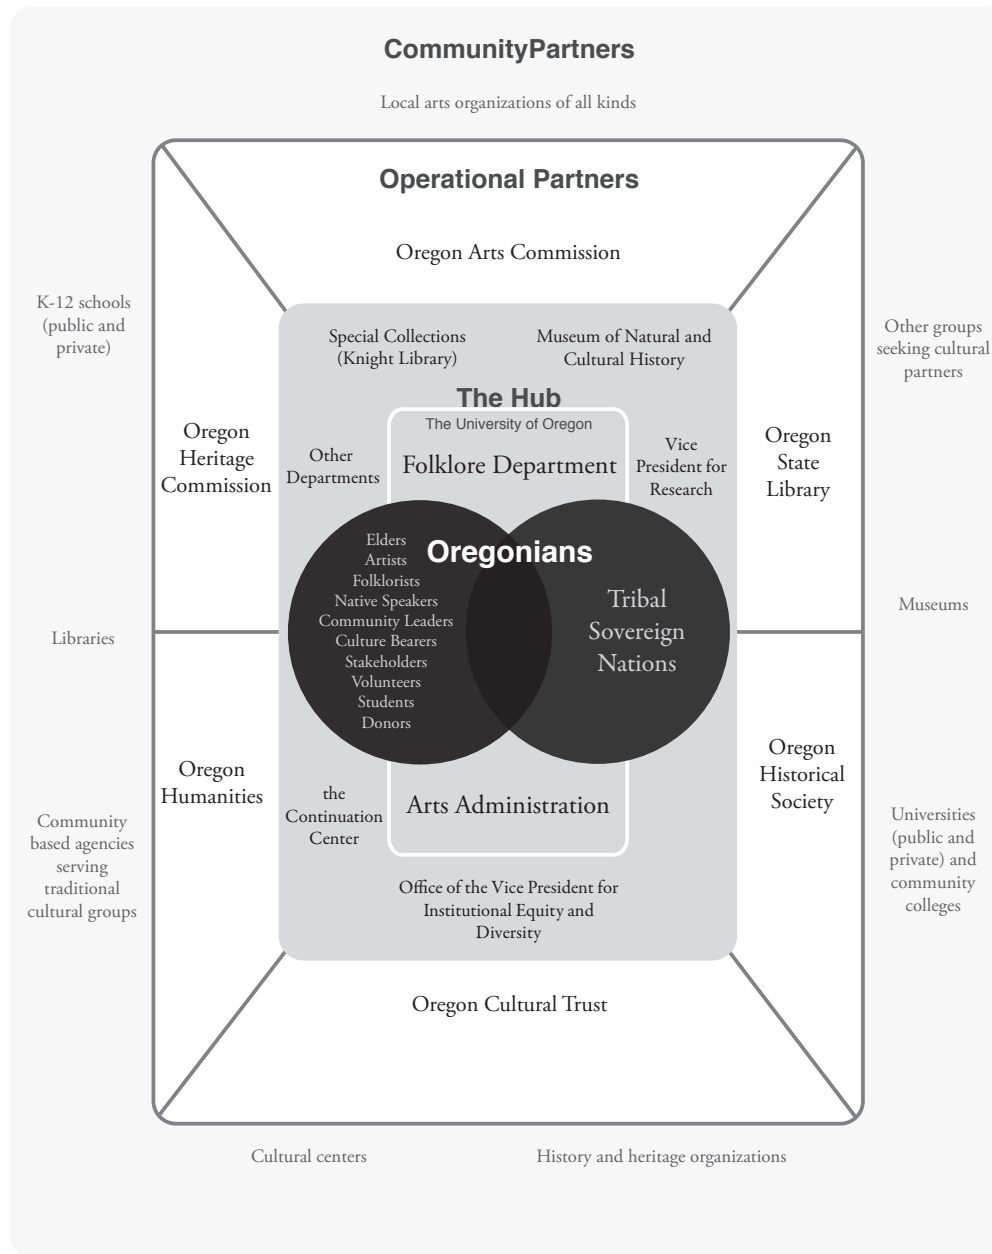 CommunityPartners
Local arts organizations of all kinds
Operational Partners
Oregon Arts Commission
K-12 schools
(public and
private)
Other groups
seeking cultural
partners
Special Collections
(Knight Library)
Museum of Natural and
Cultural History
The Hub
The University of Oregon
Folklore Department
Oregon
Heritage
Commission
Other
Departments
Vice
President for
Research
Oregon
State
Library
Oregonians
Elders
Artists
Folklorists
Native Speakers
Community Leaders
Culture Bearers
Stakeholders
Volunteers
Students
Donors
Tribal
Sovereign
Nations
Libraries
Museums
Oregon
Humanities
the
Continuation
Center
Arts Administration
Oregon
Historical
Society
Community
based agencies
serving
traditional
cultural groups
Universities
(public and
private) and
community
colleges
Office of the Vice President for
Institutional Equity and
Diversity
Oregon Cultural Trust
Cultural centers
History and heritage organizations